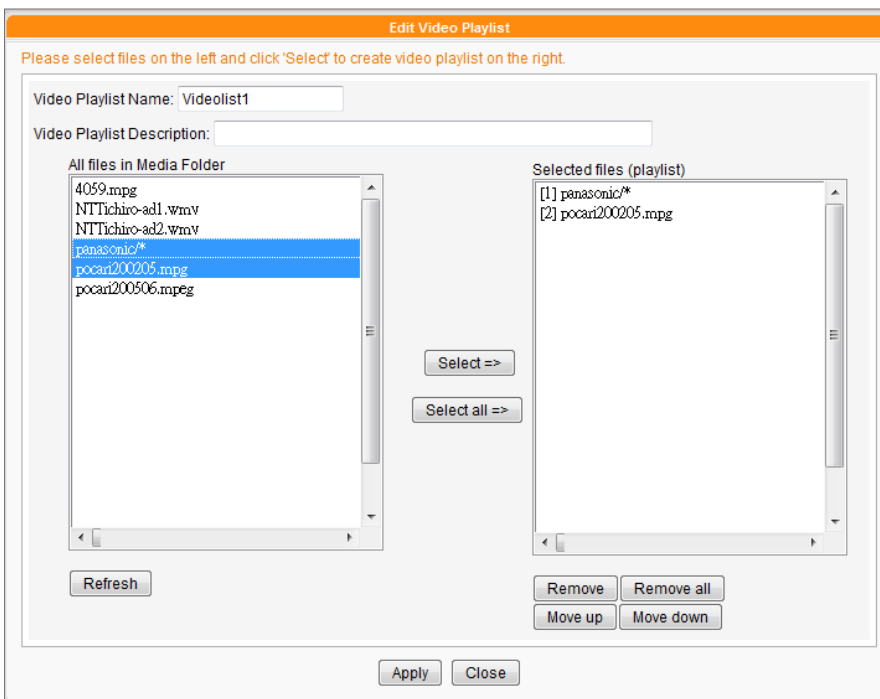 Edit Video Playlist
Please select files on the left and click 'Select' to create video playlist on the right.
Video Playlist Name: Videolist1
Video Playlist Description:
All files in Media Folder
4059.mpg
NTTichiro-ad1.wmv
NTTichiro-ad2.wmv
panasonic/*
pocari200205.mpg
pocari200506.mpeg
Refresh
Select =>
Select all =>
Selected files (playlist)
[1] panasonic/*
[2] pocari200205.mpg
Remove Remove all
Move up Move down
Apply Close